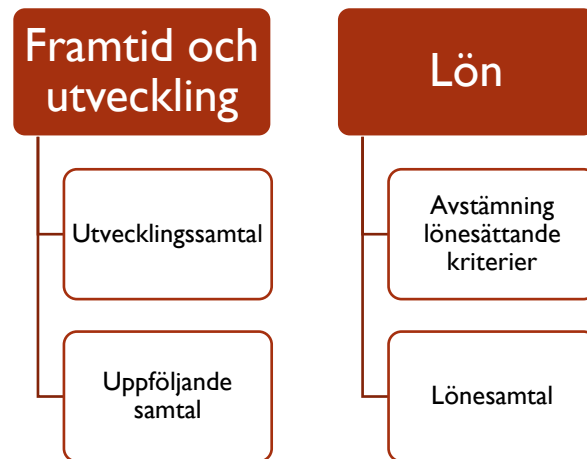 Framtid och
utveckling
Utvecklingssamtal
Uppföljande
samtal
Lön
Avstämning
lönesättande
kriterier
Lönesamtal